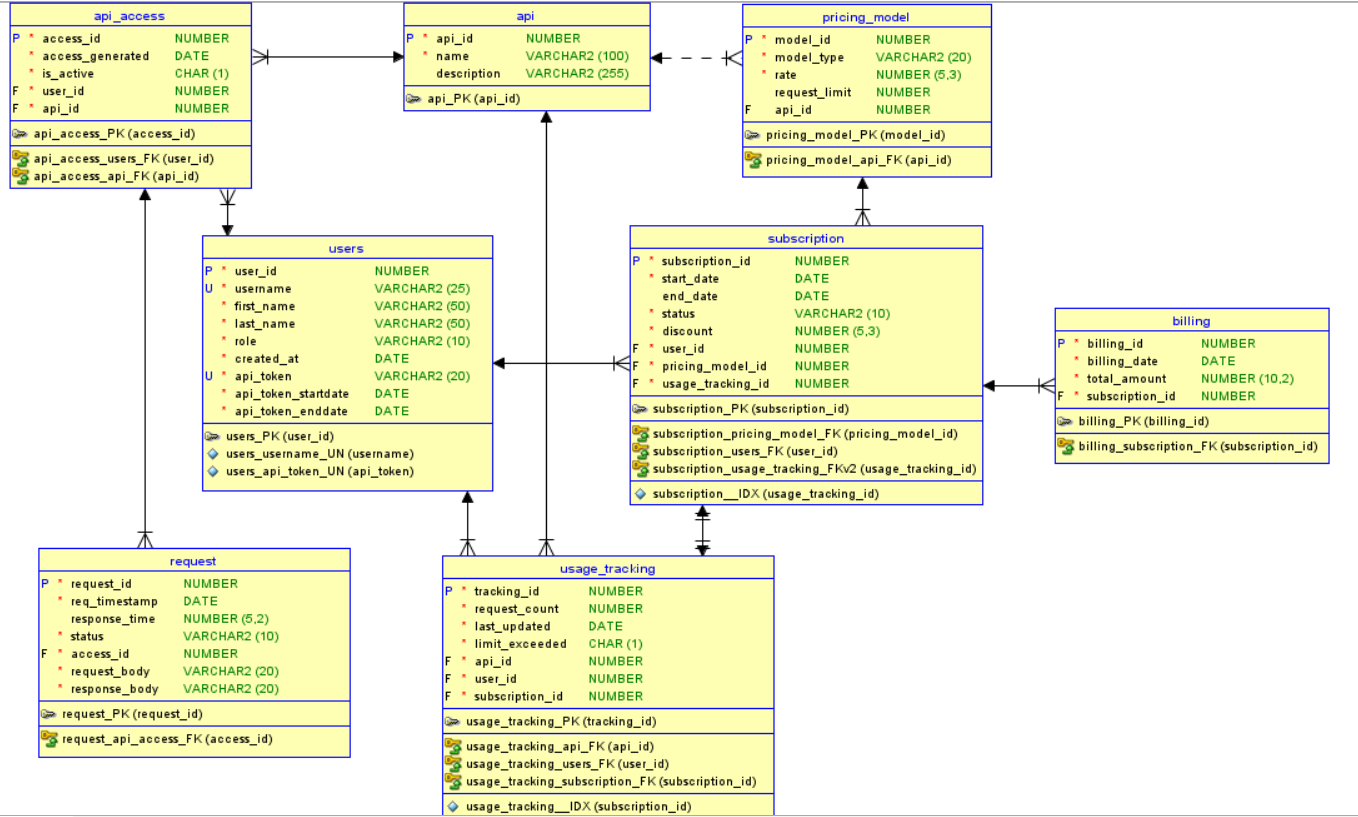 api_access
P * access_id NUMBER
* access_generated DATE
* is_active CHAR (1)
F * user_id NUMBER
F * api_id NUMBER
api_access_PK (access_id)
api_access_users_FK (user_id)
api_access_api_FK (api_id)
api
P * api_id NUMBER
* name VARCHAR2 (100)
description VARCHAR2 (255)
api_PK (api_id)
pricing_model
P * model_id NUMBER
* model_type VARCHAR2 (20)
* rate NUMBER (5,3)
request_limit NUMBER
F api_id NUMBER
pricing_model_PK (model_id)
pricing_model_api_FK (api_id)
users
P * user_id NUMBER
U * username VARCHAR2 (25)
* first_name VARCHAR2 (50)
* last_name VARCHAR2 (50)
* role VARCHAR2 (10)
* created_at DATE
U * api_token VARCHAR2 (20)
* api_token_startdate DATE
* api_token_enddate DATE
users_PK (user_id)
users_username_UN (username)
users_api_token_UN (api_token)
subscription
P * subscription_id NUMBER
* start_date DATE
end_date DATE
* status VARCHAR2 (10)
* discount NUMBER (5,3)
F * user_id NUMBER
F * pricing_model_id NUMBER
F * usage_tracking_id NUMBER
subscription_PK (subscription_id)
subscription_pricing_model_FK (pricing_model_id)
subscription_users_FK (user_id)
subscription_usage_tracking_FKv2 (usage_tracking_id)
subscription__IDX (usage_tracking_id)
billing
P * billing_id NUMBER
* billing_date DATE
* total_amount NUMBER (10,2)
F * subscription_id NUMBER
billing_PK (billing_id)
billing_subscription_FK (subscription_id)
request
P * request_id NUMBER
* req_timestamp DATE
response_time NUMBER (5,2)
* status VARCHAR2 (10)
F * access_id NUMBER
* request_body VARCHAR2 (20)
* response_body VARCHAR2 (20)
request_PK (request_id)
request_api_access_FK (access_id)
usage_tracking
P * tracking_id NUMBER
* request_count NUMBER
* last_updated DATE
* limit_exceeded CHAR (1)
F * api_id NUMBER
F * user_id NUMBER
F * subscription_id NUMBER
usage_tracking_PK (tracking_id)
usage_tracking_api_FK (api_id)
usage_tracking_users_FK (user_id)
usage_tracking_subscription_FK (subscription_id)
usage_tracking__IDX (subscription_id)